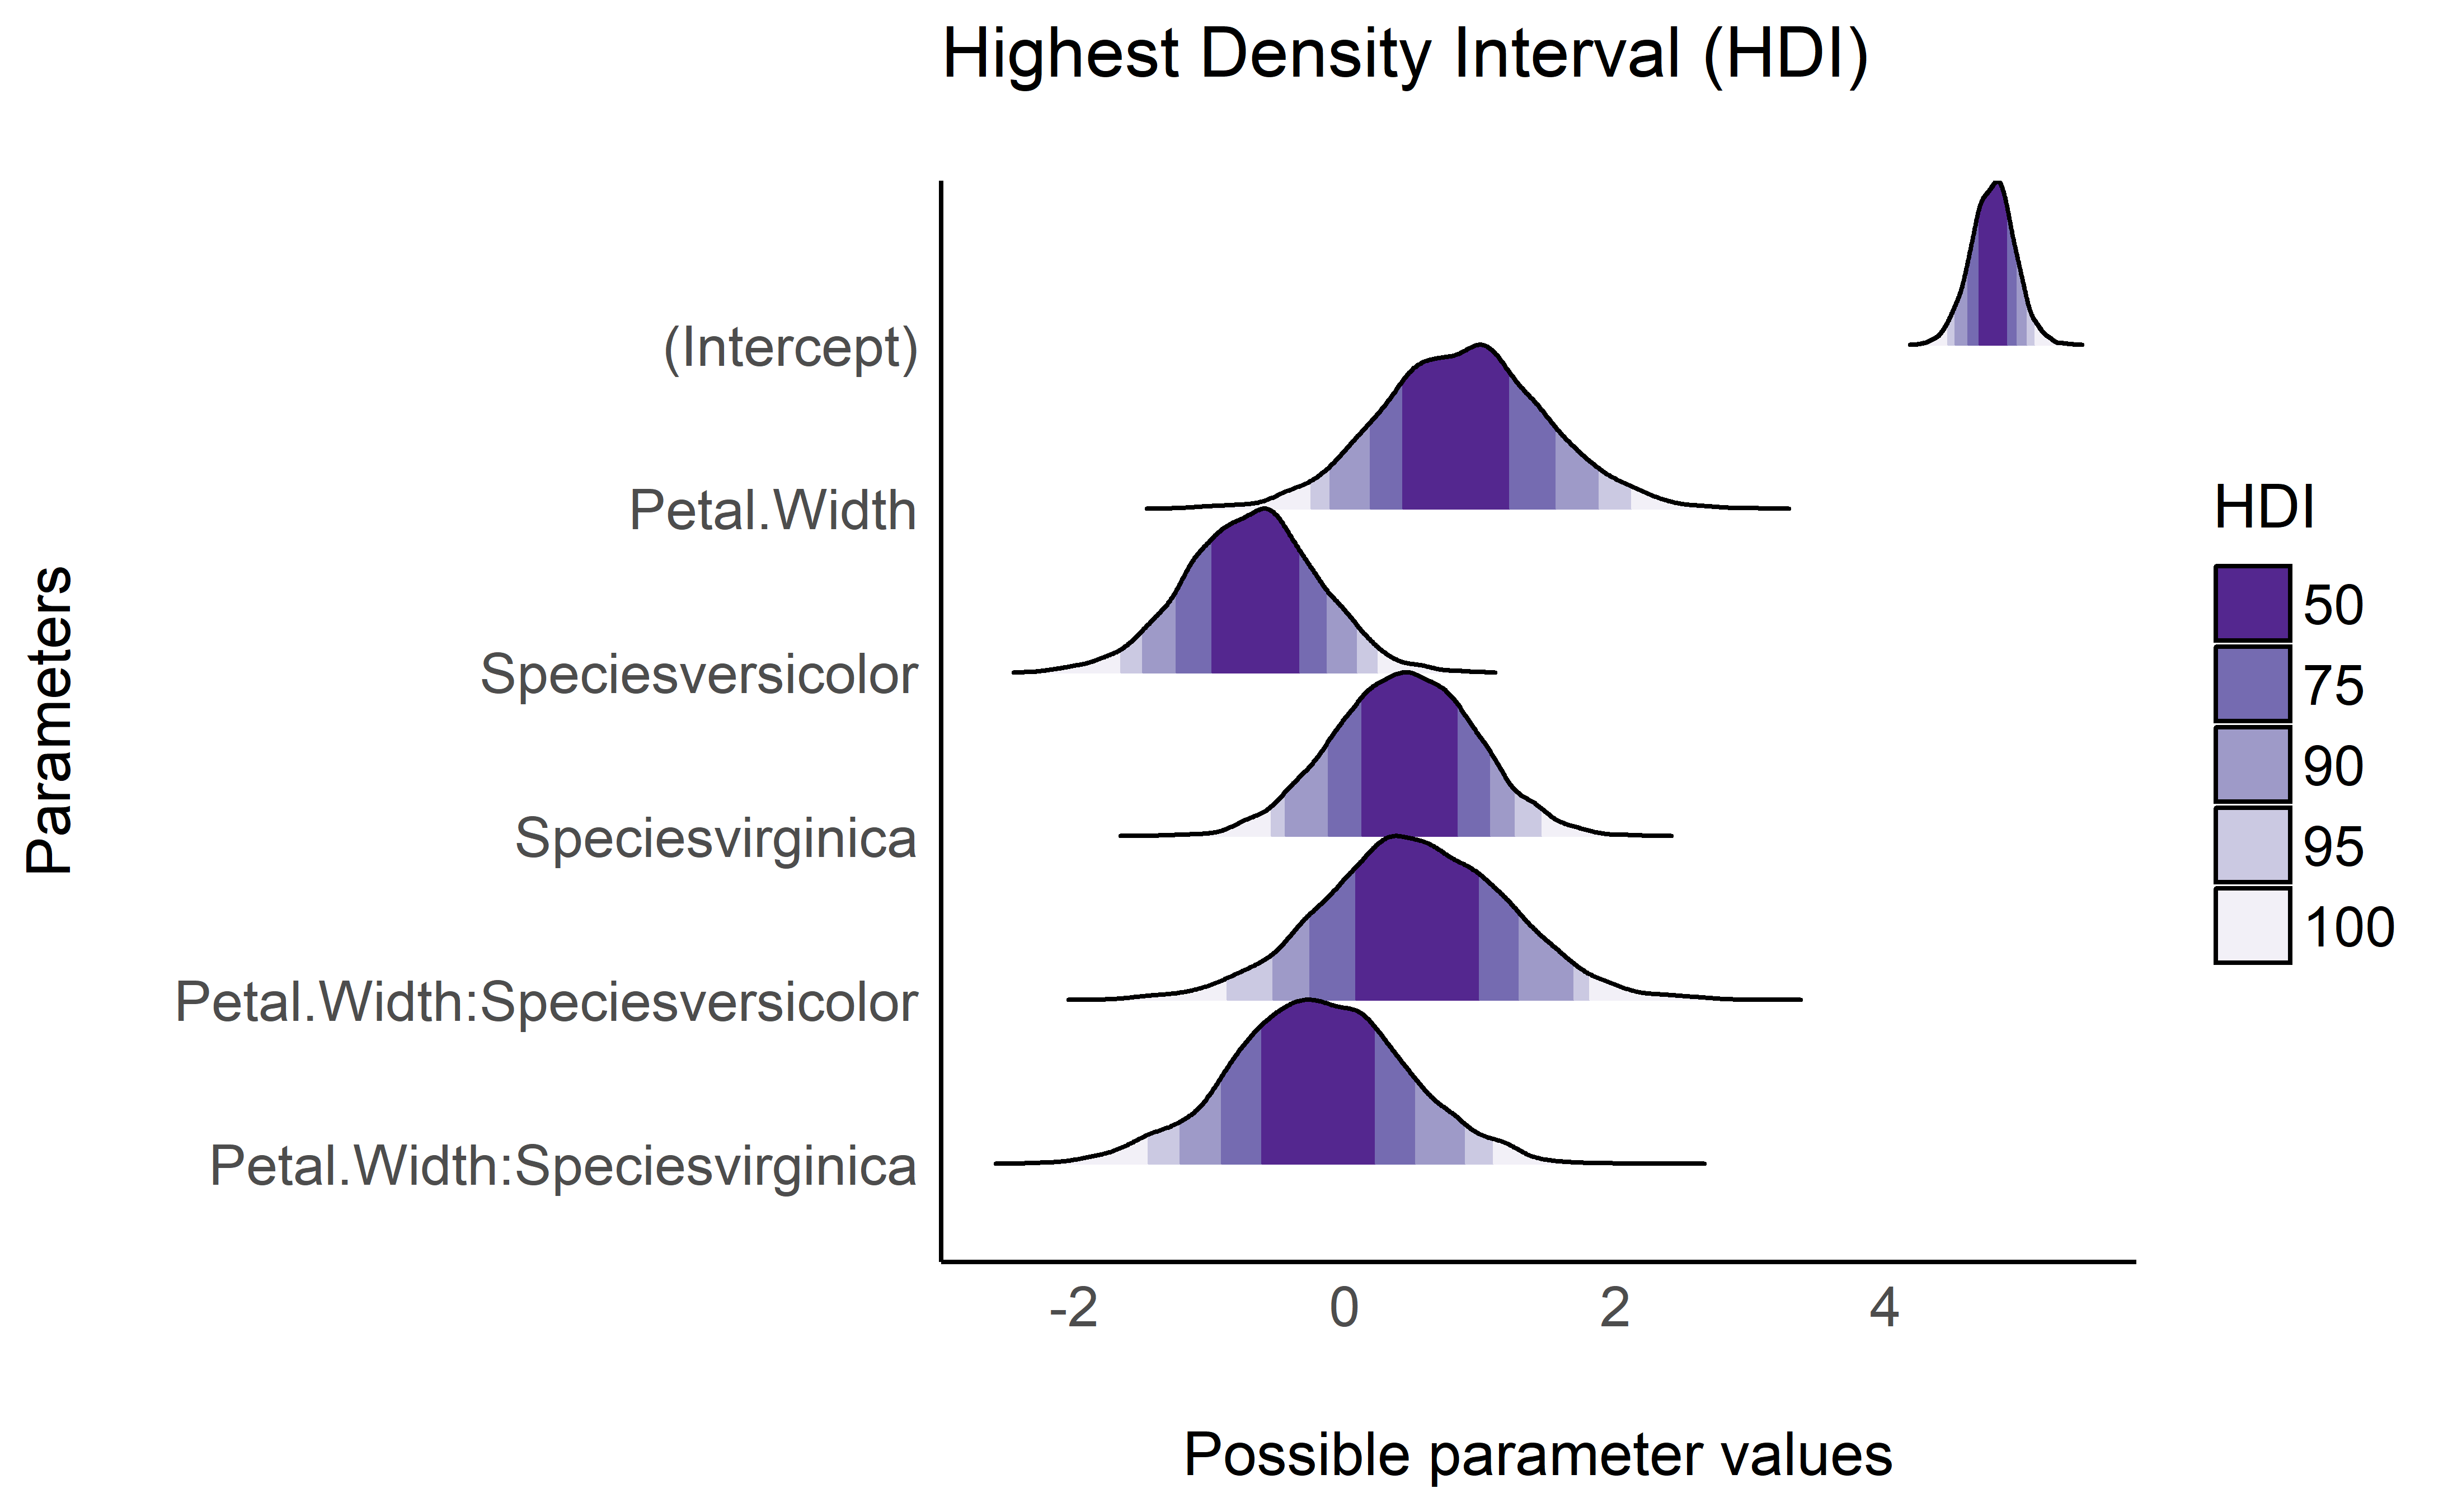 Highest Density Interval (HDI)
Parameters
(Intercept)
Petal.Width
Speciesversicolor
Speciesvirginica
Petal.Width:Speciesversicolor
Petal.Width:Speciesvirginica
-2 0 2 4
Possible parameter values
HDI
50
75
90
95
100